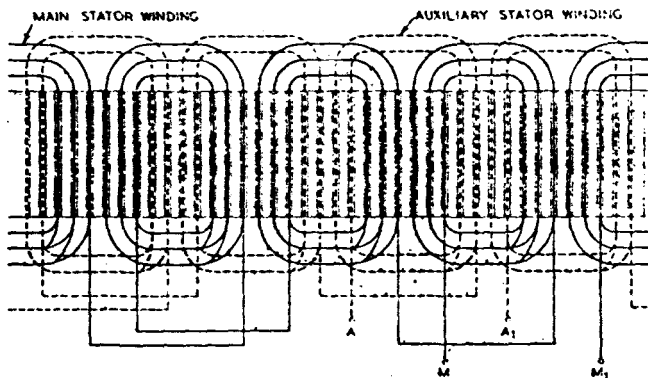 MAIN STATOR WINDING
AUXILIARY STATOR WINDING
A
A1
M
M1